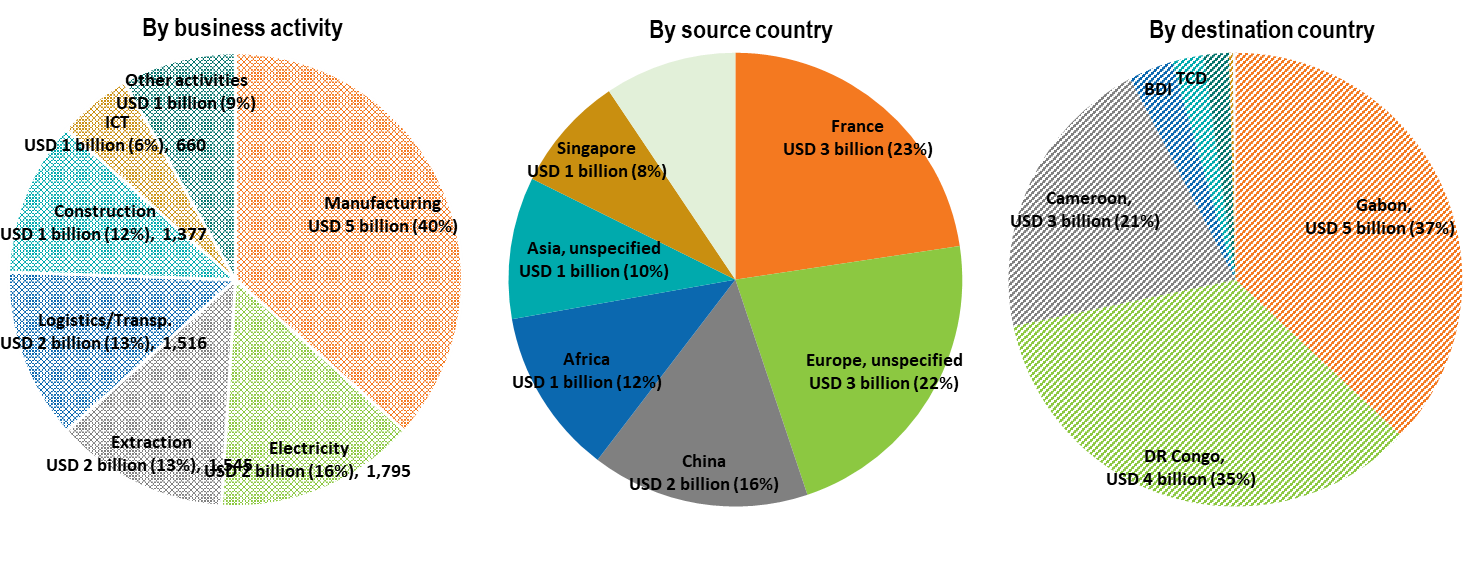 By business activity
Other activities
USD 1 billion (9%)
ICT
USD 1 billion (6%),  660
Construction
USD 1 billion (12%),  1,377
Manufacturing
USD 5 billion (40%)
Logistics/Transp.
USD 2 billion (13%),  1,516
Extraction
USD 2 billion (13%),  1,545
Electricity
USD 2 billion (16%),  1,795
By source country
France
USD 3 billion (23%)
Singapore
USD 1 billion (8%)
Asia, unspecified
USD 1 billion (10%)
Africa
USD 1 billion (12%)
Europe, unspecified
USD 3 billion (22%)
China
USD 2 billion (16%)
By destination country
TCD
BDI
Cameroon,
USD 3 billion (21%)
Gabon,
USD 5 billion (37%)
DR Congo,
USD 4 billion (35%)